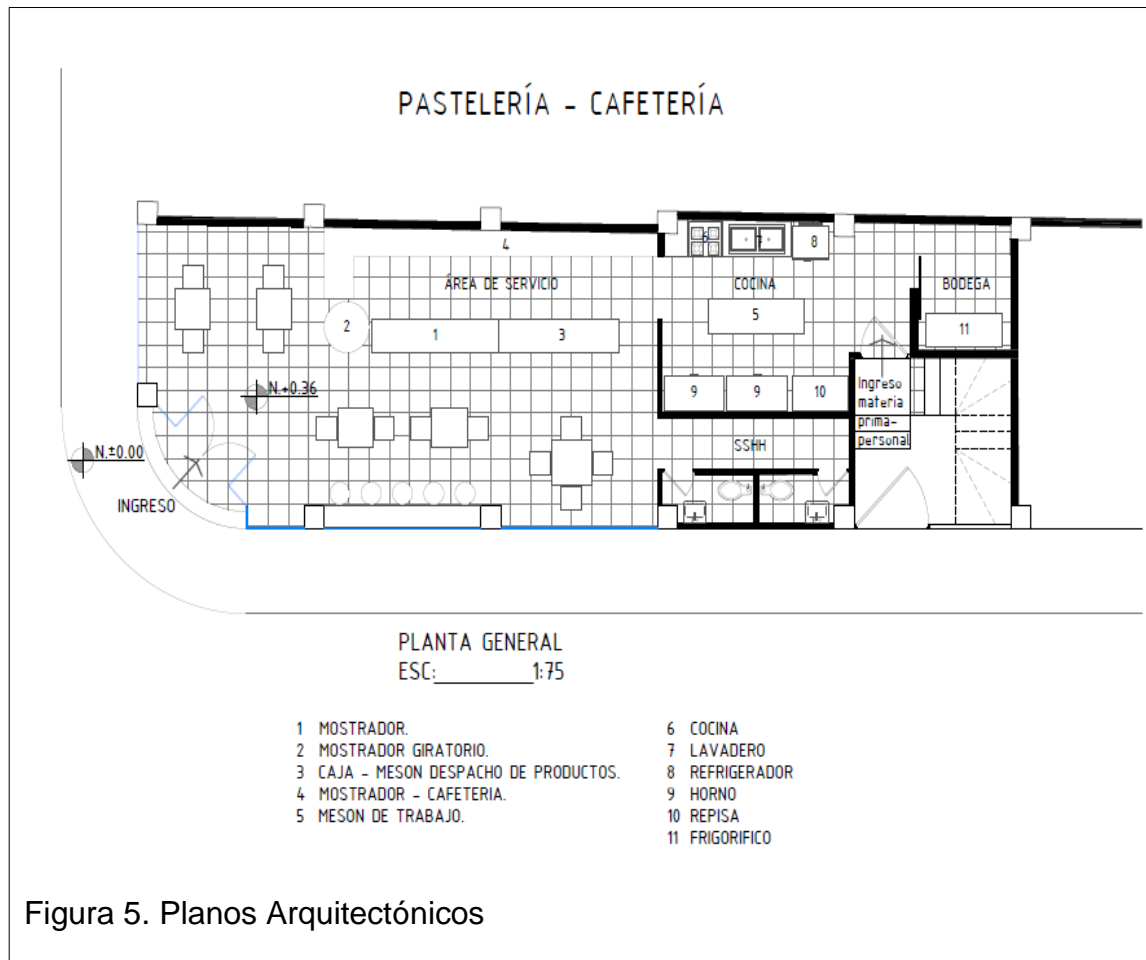 PASTELERÍA - CAFETERÍA
4
6
7
8
ÁREA DE SERVICIO
COCINA
BODEGA
2
1
3
5
11
N.+0.36
9
9
10
Ingreso
materia
prima-
personal
SSHH
N.±0.00
INGRESO
PLANTA GENERAL
ESC:__________1:75
1 MOSTRADOR.
2 MOSTRADOR GIRATORIO.
3 CAJA - MESON DESPACHO DE PRODUCTOS.
4 MOSTRADOR - CAFETERIA.
5 MESON DE TRABAJO.
6 COCINA
7 LAVADERO
8 REFRIGERADOR
9 HORNO
10 REPISA
11 FRIGORIFICO
Figura 5. Planos Arquitectónicos